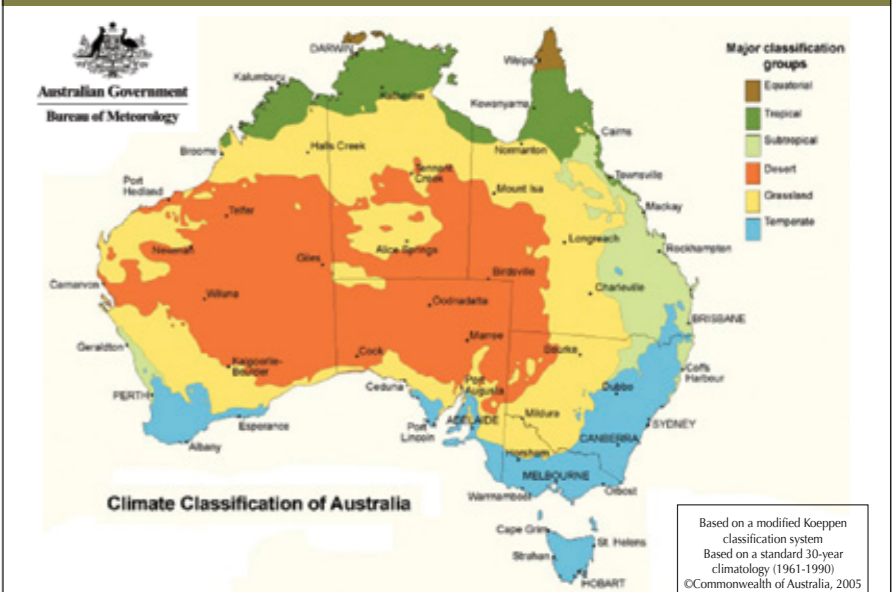 Australian Government
Bureau of Meteorology
DARWIN
Weipa
Major classification
groups
Equatorial
Tropical
Subtropical
Desert
Grassland
Temperate
Kalumburu
Katherine
Kowanyama
Cairns
Broome
Halls Creek
Normanton
Port
Hedland
Tennant
Creek
Townsville
Telfer
Mount Isa
Mackay
Newman
Giles
Alice Springs
Longreach
Rockhampton
Carnarvon
Wiluna
Birdsville
Oodnadatta
Charleville
Geraldton
Marree
BRISBANE
Cook
Bourke
Kalgoorlie-
Boulder
Coffs
Harbour
PERTH
Ceduna
Port
Augusta
Dubbo
Esperance
Port
Lincoln
ADELAIDE
Mildura
SYDNEY
Albany
CANBERRA
Horsham
MELBOURNE
Warrnambool
Orbost
Climate Classification of Australia
Cape Grim
St. Helens
Strahan
HOBART
Based on a modified Koeppen
classification system
Based on a standard 30-year
climatology (1961-1990)
©Commonwealth of Australia, 2005